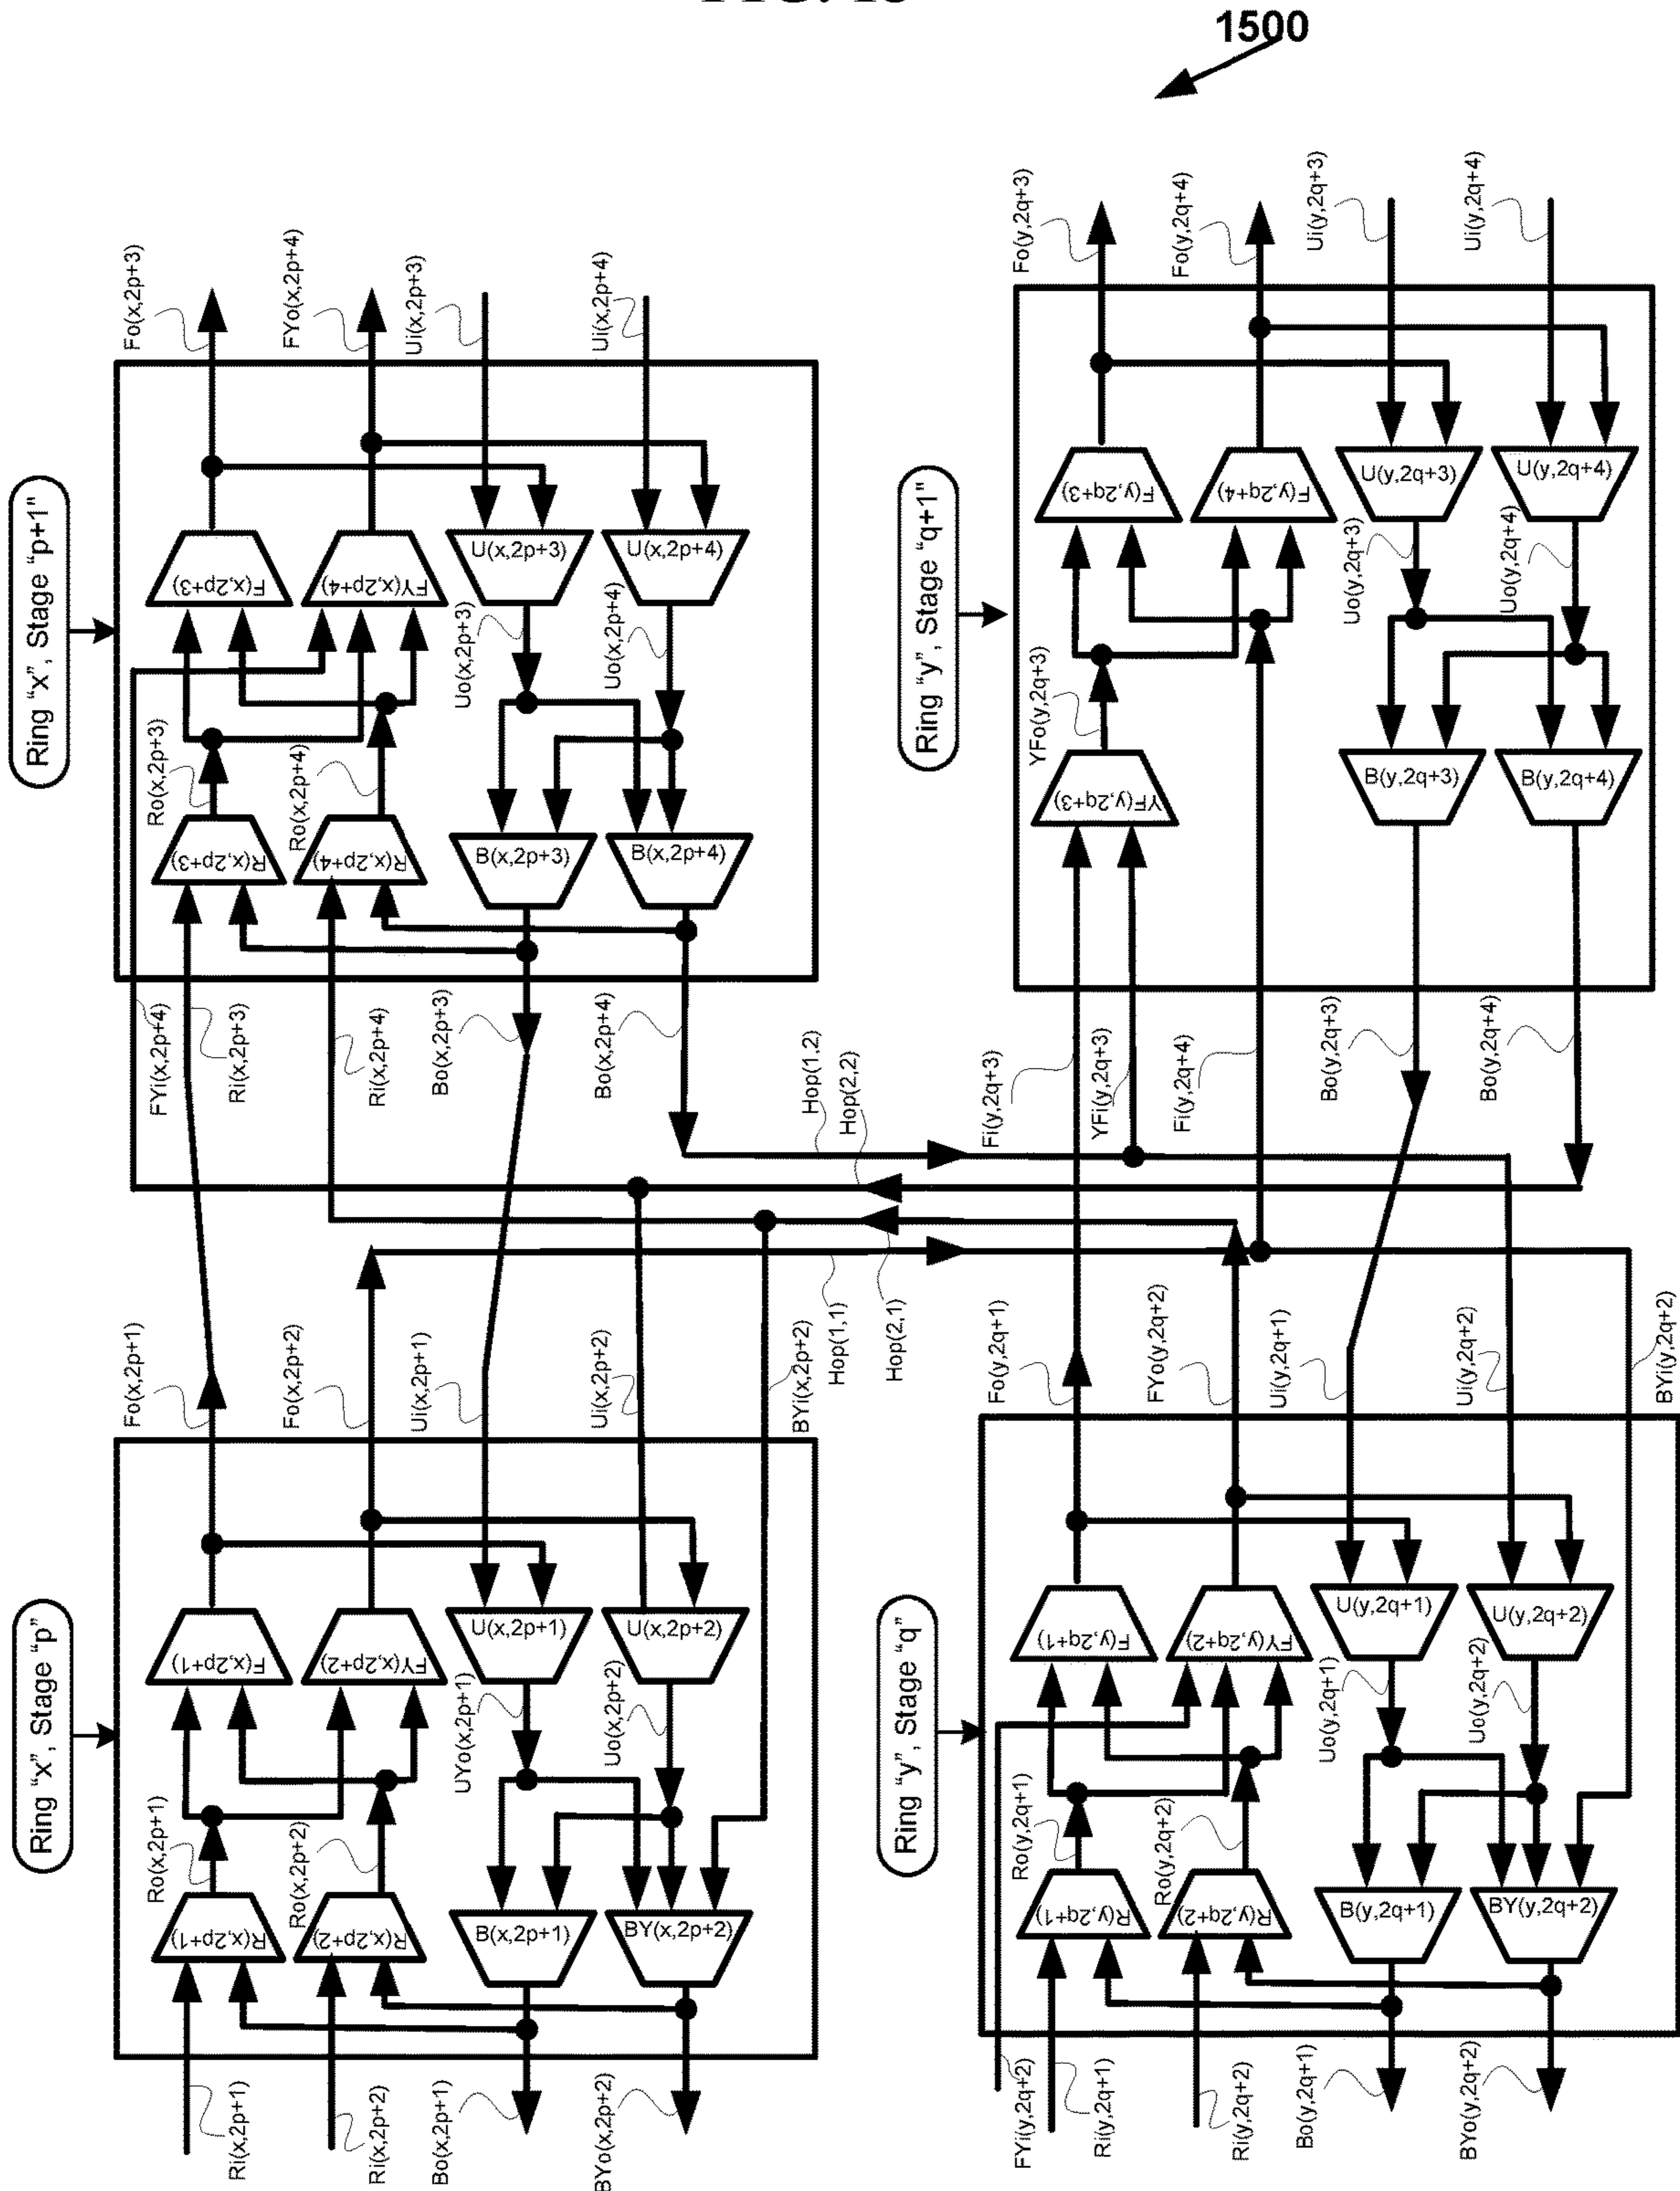 1500
Ring "x", Stage "p+1"
Fo(x,2p+3)
FYo(x,2p+4)
Ui(x,2p+3)
Ui(x,2p+4)
F(x,2p+3)
FY(x,2p+4)
U(x,2p+3)
U(x,2p+4)
Ro(x,2p+3)
Ro(x,2p+4)
Uo(x,2p+3)
Uo(x,2p+4)
R(x,2p+3)
R(x,2p+4)
B(x,2p+3)
B(x,2p+4)
FYi(x,2p+4)
Ri(x,2p+3)
Ri(x,2p+4)
Bo(x,2p+3)
Bo(x,2p+4)
Hop(1,2)
Hop(2,2)
Ring "y", Stage "q+1"
Fo(y,2q+3)
Fo(y,2q+4)
Ui(y,2q+3)
Ui(y,2q+4)
F(y,2q+3)
F(y,2q+4)
U(y,2q+3)
U(y,2q+4)
YFo(y,2q+3)
Uo(y,2q+3)
Uo(y,2q+4)
YF(y,2q+3)
B(y,2q+3)
B(y,2q+4)
Fi(y,2q+3)
YFi(y,2q+3)
Fi(y,2q+4)
Bo(y,2q+3)
Bo(y,2q+4)
Ring "x", Stage "p"
Fo(x,2p+1)
Fo(x,2p+2)
Ui(x,2p+1)
Ui(x,2p+2)
BYi(x,2p+2)
Hop(1,1)
Hop(2,1)
F(x,2p+1)
FY(x,2p+2)
U(x,2p+1)
U(x,2p+2)
Ro(x,2p+1)
Ro(x,2p+2)
UYo(x,2p+1)
Uo(x,2p+2)
R(x,2p+1)
R(x,2p+2)
B(x,2p+1)
BY(x,2p+2)
Ri(x,2p+1)
Ri(x,2p+2)
Bo(x,2p+1)
BYo(x,2p+2)
Ring "y", Stage "q"
Fo(y,2q+1)
FYo(y,2q+2)
Ui(y,2q+1)
Ui(y,2q+2)
BYi(y,2q+2)
F(y,2q+1)
FY(y,2q+2)
U(y,2q+1)
U(y,2q+2)
Ro(y,2q+1)
Ro(y,2q+2)
Uo(y,2q+1)
Uo(y,2q+2)
R(y,2q+1)
R(y,2q+2)
B(y,2q+1)
BY(y,2q+2)
FYi(y,2q+2)
Ri(y,2q+1)
Ri(y,2q+2)
Bo(y,2q+1)
BYo(y,2q+2)